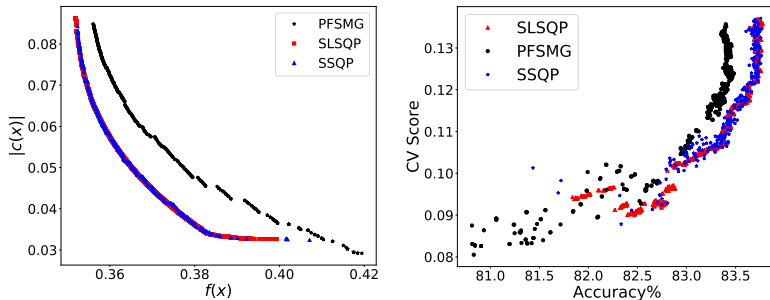 PFSMG
SLSQP
SSQP
0.08
0.07
0.06
0.05
0.04
0.03
|c(x)|
0.36
0.38
0.40
0.42
f(x)
SLSQP
PFSMG
SSQP
0.13
0.12
0.11
0.10
0.09
0.08
CV Score
81.0
81.5
82.0
82.5
83.0
83.5
Accuracy%